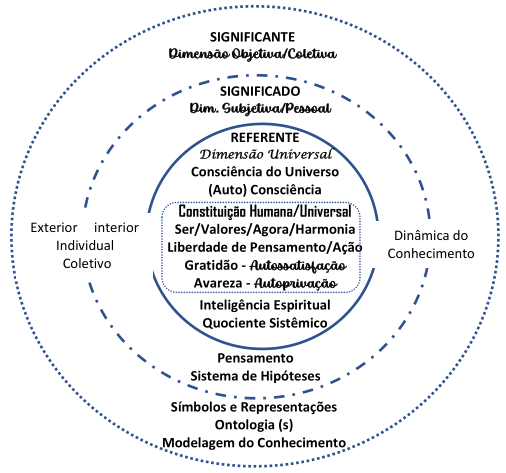 SIGNIFICANTE
Dimensão Objetiva/Coletiva
SIGNIFICADO
Dim. Subjetiva/Pessoal
REFERENTE
Dimensão Universal
Consciência do Universo
(Auto) Consciência
Constituição Humana/Universal
Ser/Valores/Agora/Harmonia
Liberdade de Pensamento/Ação
Gratidão - Autossatisfação
Avareza - Autoprivação
Exterior interior
Individual
Coletivo
Dinâmica do
Conhecimento
Inteligência Espiritual
Quociente Sistêmico
Pensamento
Sistema de Hipóteses
Símbolos e Representações
Ontologia (s)
Modelagem do Conhecimento